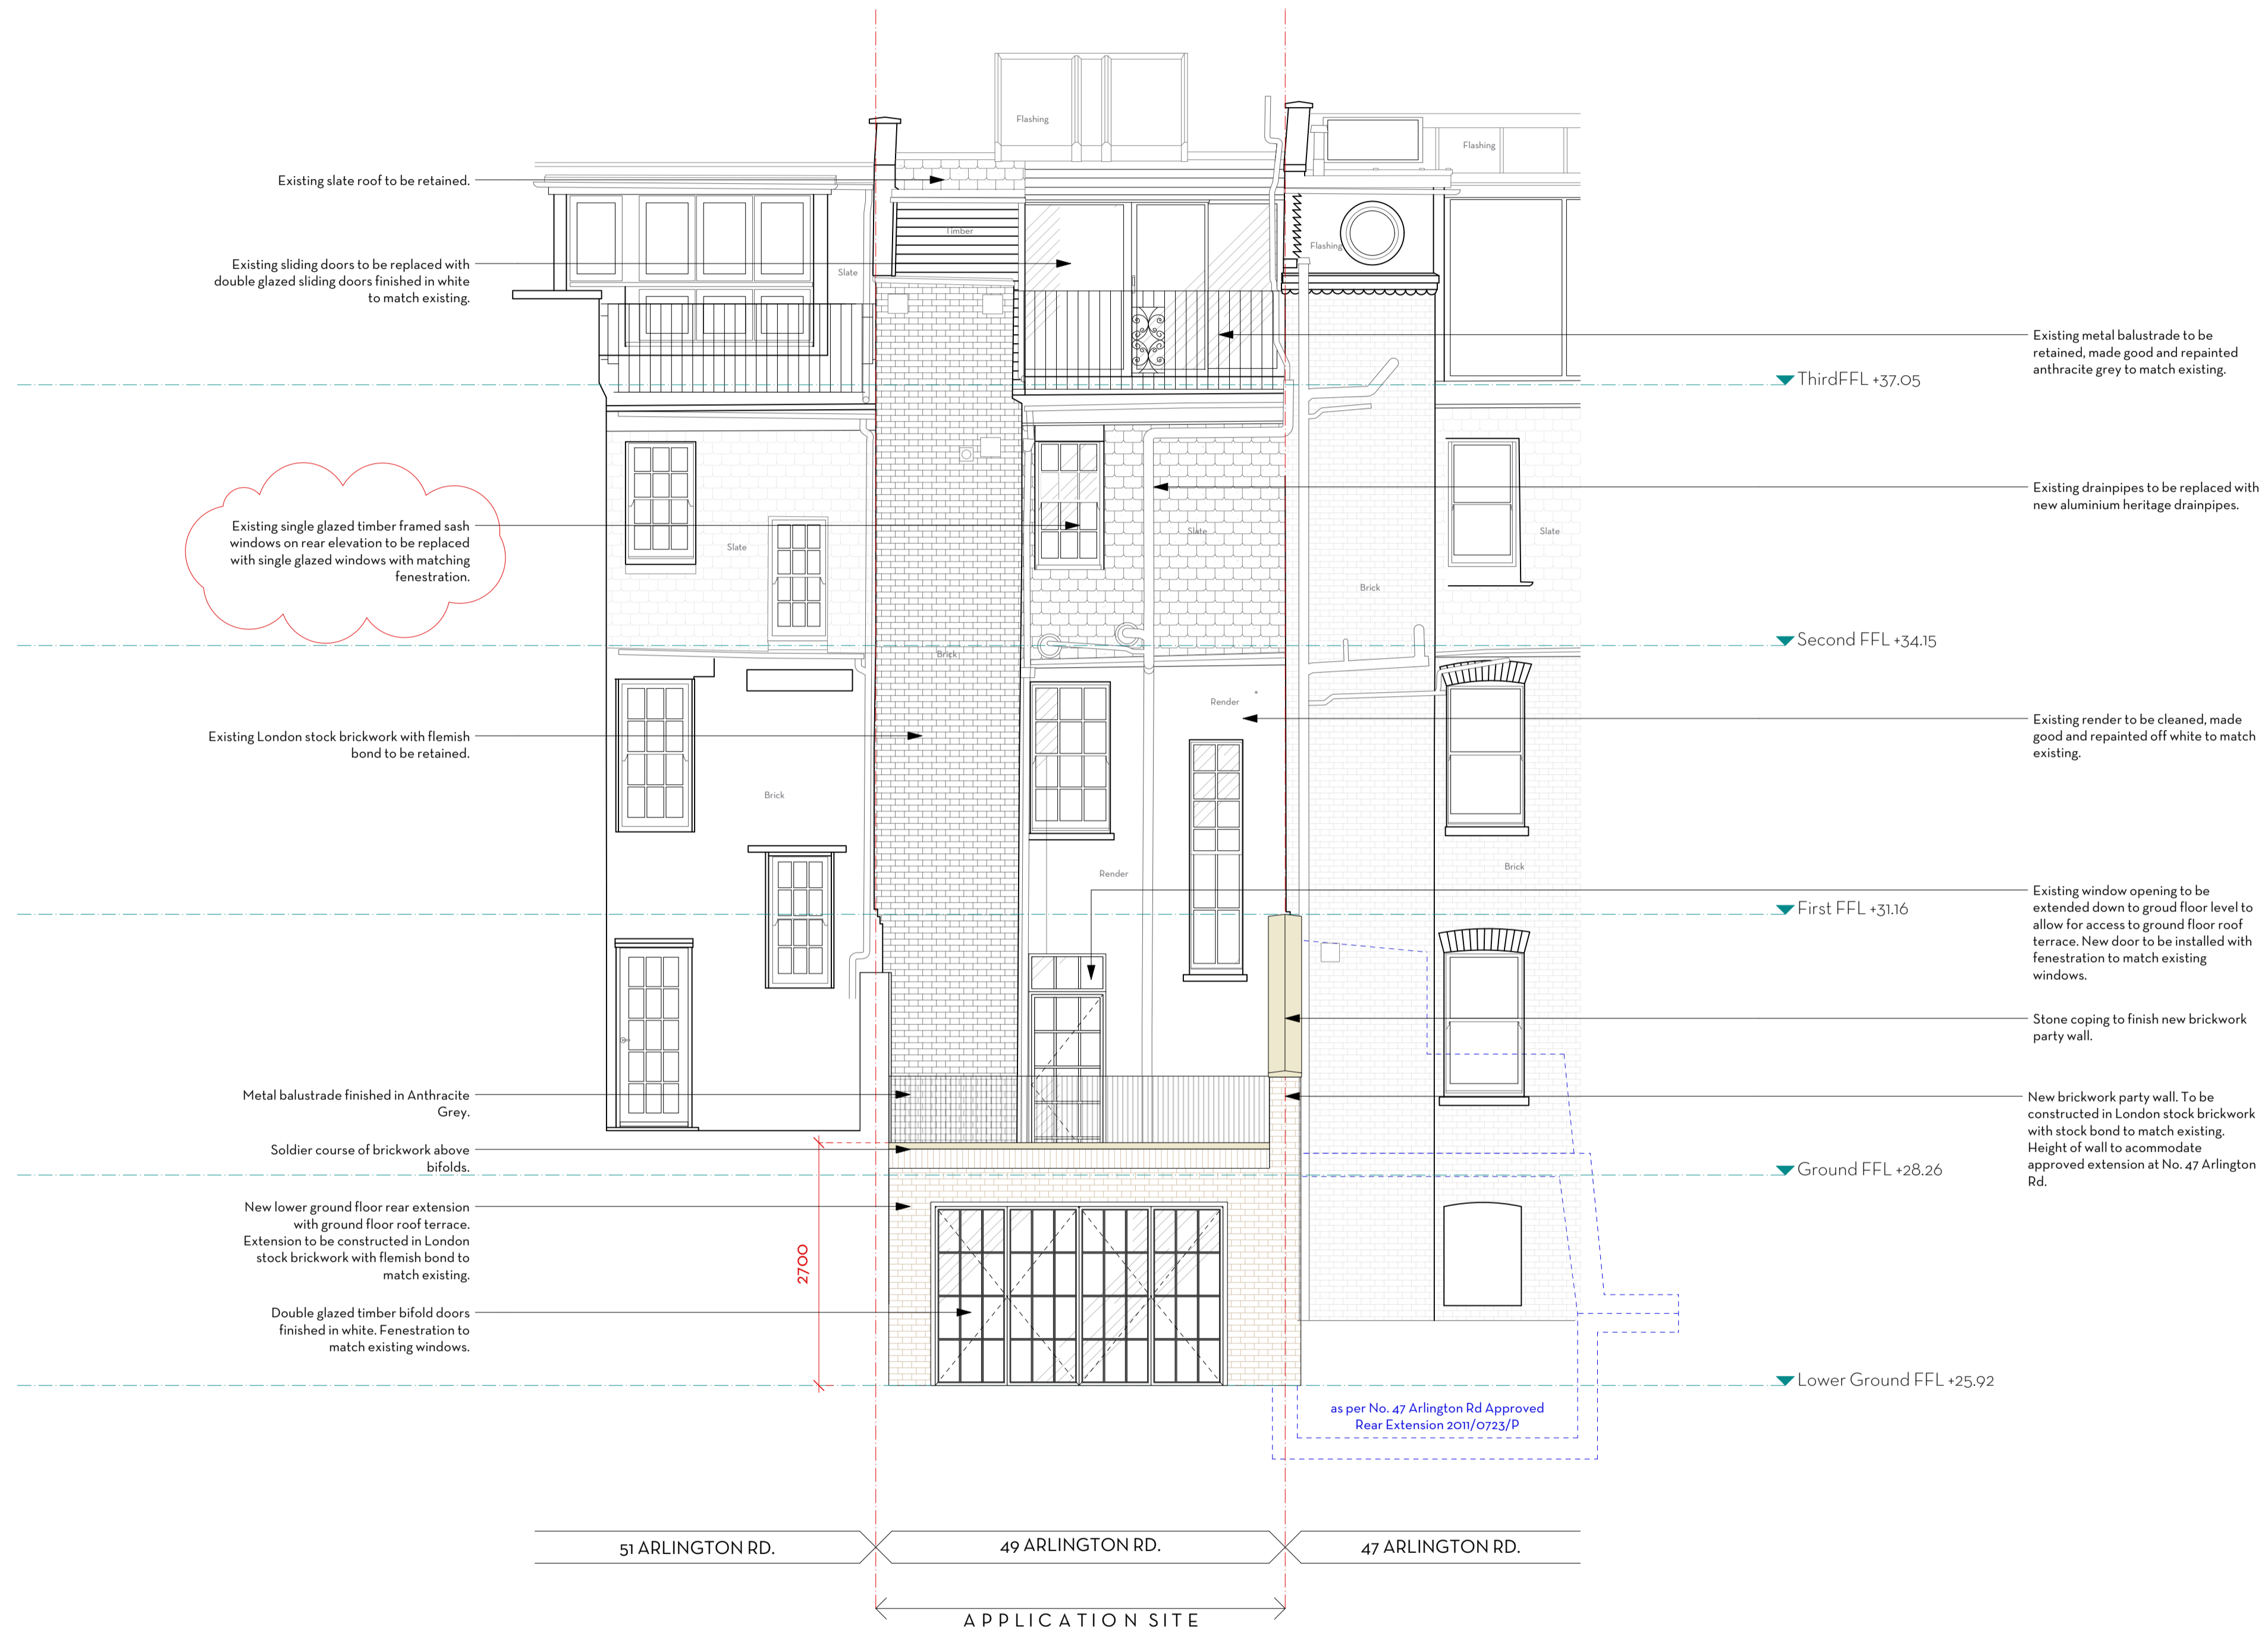 Flashing
Flashing
Existing slate roof to be retained.
Timber
Flashing
Existing sliding doors to be replaced with
double glazed sliding doors finished in white
to match existing.
Slate
Existing metal balustrade to be
retained, made good and repainted
anthracite grey to match existing.
ThirdFFL +37.05
Existing drainpipes to be replaced with
new aluminium heritage drainpipes.
Existing single glazed timber framed sash
windows on rear elevation to be replaced
with single glazed windows with matching
fenestration.
Slate
Slate
Slate
Brick
Second FFL +34.15
Brick
Render
Existing render to be cleaned, made
good and repainted off white to match
existing.
Existing London stock brickwork with flemish
bond to be retained.
Brick
Render
Brick
Existing window opening to be
extended down to groud floor level to
allow for access to ground floor roof
terrace. New door to be installed with
fenestration to match existing
windows.
First FFL +31.16
Stone coping to finish new brickwork
party wall.
Metal balustrade finished in Anthracite
Grey.
New brickwork party wall. To be
constructed in London stock brickwork
with stock bond to match existing.
Height of wall to acommodate
approved extension at No. 47 Arlington
Rd.
Soldier course of brickwork above
bifolds.
Ground FFL +28.26
New lower ground floor rear extension
with ground floor roof terrace.
Extension to be constructed in London
stock brickwork with flemish bond to
match existing.
2700
Double glazed timber bifold doors
finished in white. Fenestration to
match existing windows.
Lower Ground FFL +25.92
as per No. 47 Arlington Rd Approved
Rear Extension 2011/0723/P
51 ARLINGTON RD.
49 ARLINGTON RD.
47 ARLINGTON RD.
APPLICATION SITE